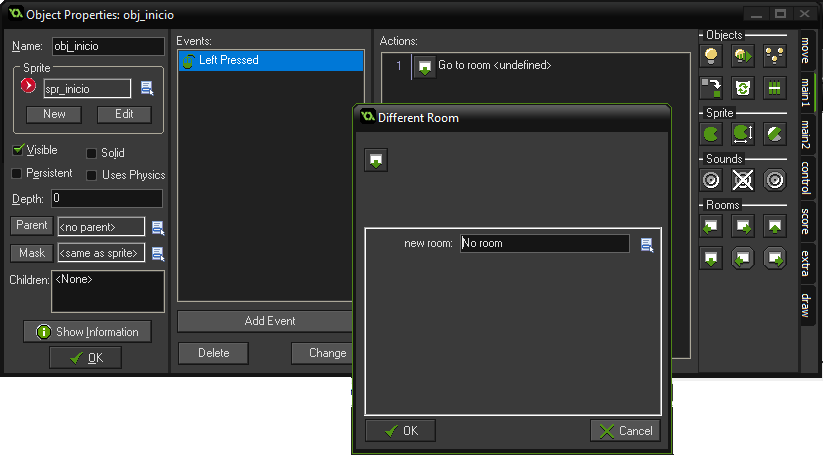 Object Properties: obj_inicio
Name: obj_inicio
Sprite
spr_inicio
New Edit
Visible Solid
Persistent Uses Physics
Depth: 0
Parent <no parent>
Mask <same as sprite>
Children: <None>
Show Information
OK
Events:
Left Pressed
Add Event
Delete Change
Actions:
1 Go to room <undefined>
Different Room
new room: No room
OK Cancel
Objects
Sprite
Sounds
Rooms
move
main1
main2
control
score
extra
draw